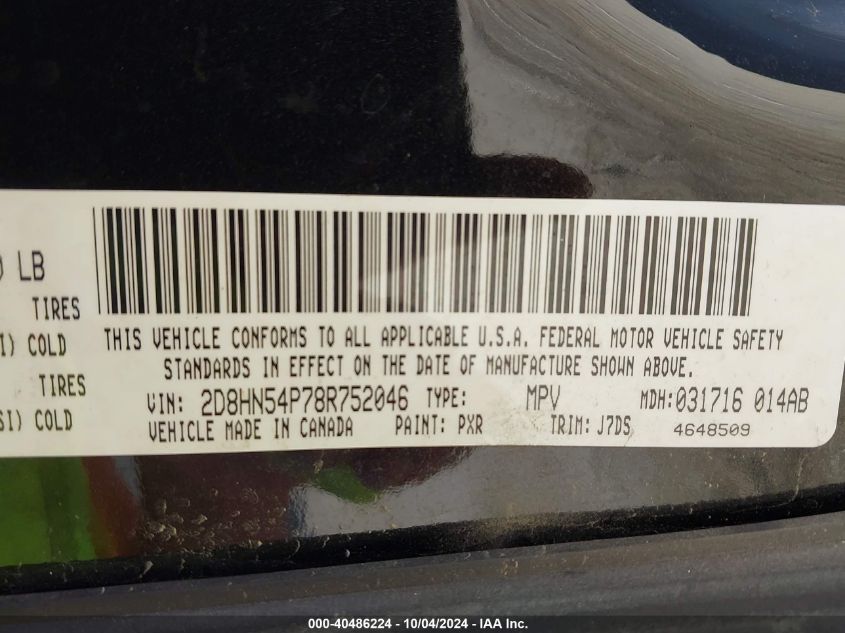 ) LB
TIRES
I) COLD
TIRES
SI) COLD
THIS VEHICLE CONFORMS TO ALL APPLICABLE U.S.A. FEDERAL MOTOR VEHICLE SAFETY
STANDARDS IN EFFECT ON THE DATE OF MANUFACTURE SHOWN ABOVE.
VIN: 2D8HN54P78R752046 TYPE: MPV MDH:031716 014AB
VEHICLE MADE IN CANADA PAINT: PXR TRIM: J7DS 4648509
000-40486224 - 10/04/2024 - IAA Inc.